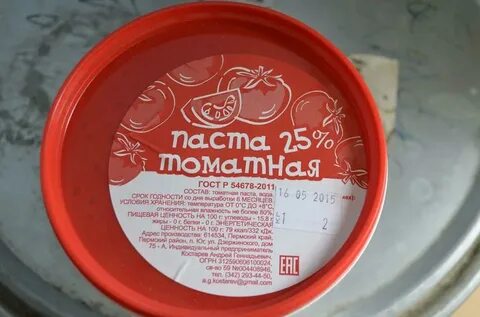 паста 25%
томатная
ГОСТ Р 54678-2011
СОСТАВ: томатная паста, вода.
СРОК ГОДНОСТИ со дня выработки 6 МЕСЯЦЕВ.
УСЛОВИЯ ХРАНЕНИЯ: температура ОТ 0°С ДО +8°С,
относительная влажность не более 80%
ПИЩЕВАЯ ЦЕННОСТЬ НА 100 г: углеводы - 15.8 г
жиры - 0 г, белки - 0 г. ЭНЕРГЕТИЧЕСКАЯ
ЦЕННОСТЬ НА 100 г: 79 ккал/332 кДж.
Адрес производства: 614534, Пермский край,
Пермский район, п. Юг, ул. Дзержинского, дом
75 - А. Индивидуальный предприниматель
Костарев Андрей Геннадьевич
ОГРН 312590606100024,
св-во 59 №004408946,
тел. (342) 293-44-50,
a.g.kostarev@gmail.com
16 05 2015
£1 2
EAC